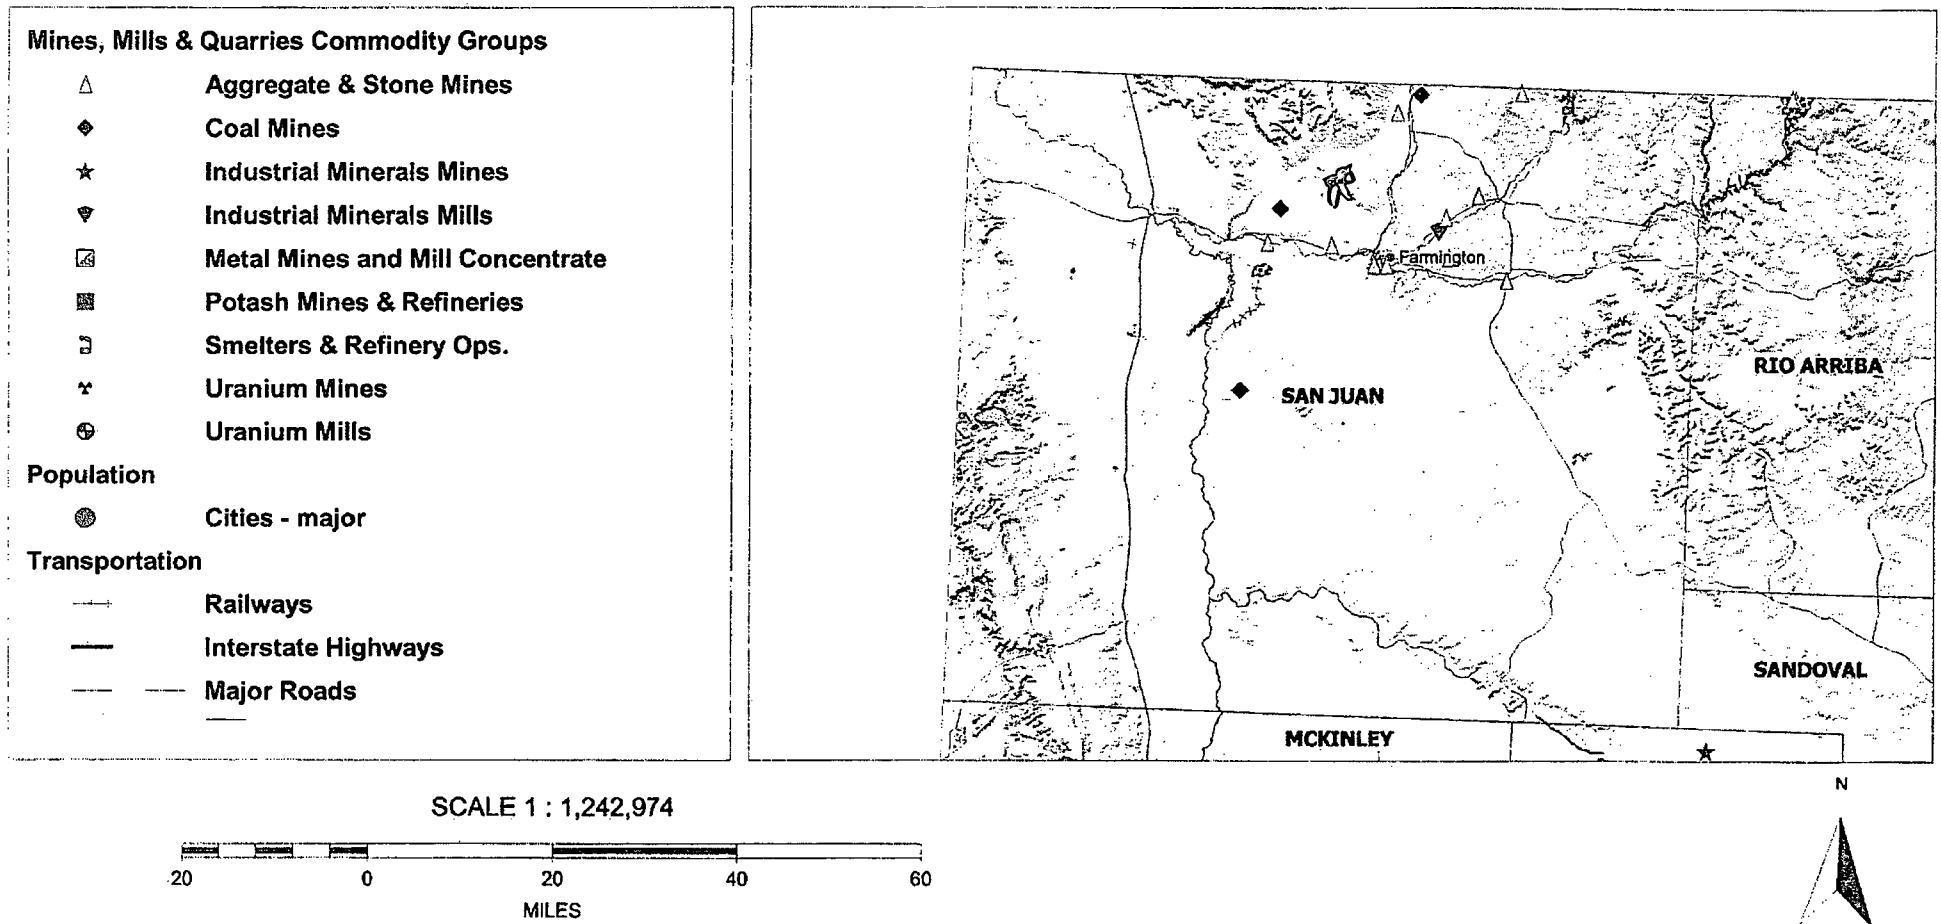 Mines, Mills & Quarries Commodity Groups
Aggregate & Stone Mines
Coal Mines
Industrial Minerals Mines
Industrial Minerals Mills
Metal Mines and Mill Concentrate
Potash Mines & Refineries
Smelters & Refinery Ops.
Uranium Mines
Uranium Mills
Population
Cities - major
Transportation
Railways
Interstate Highways
Major Roads
Farmington
RIO ARRIBA
SAN JUAN
SANDOVAL
MCKINLEY
N
SCALE 1 : 1,242,974
20 0 20 40 60
MILES